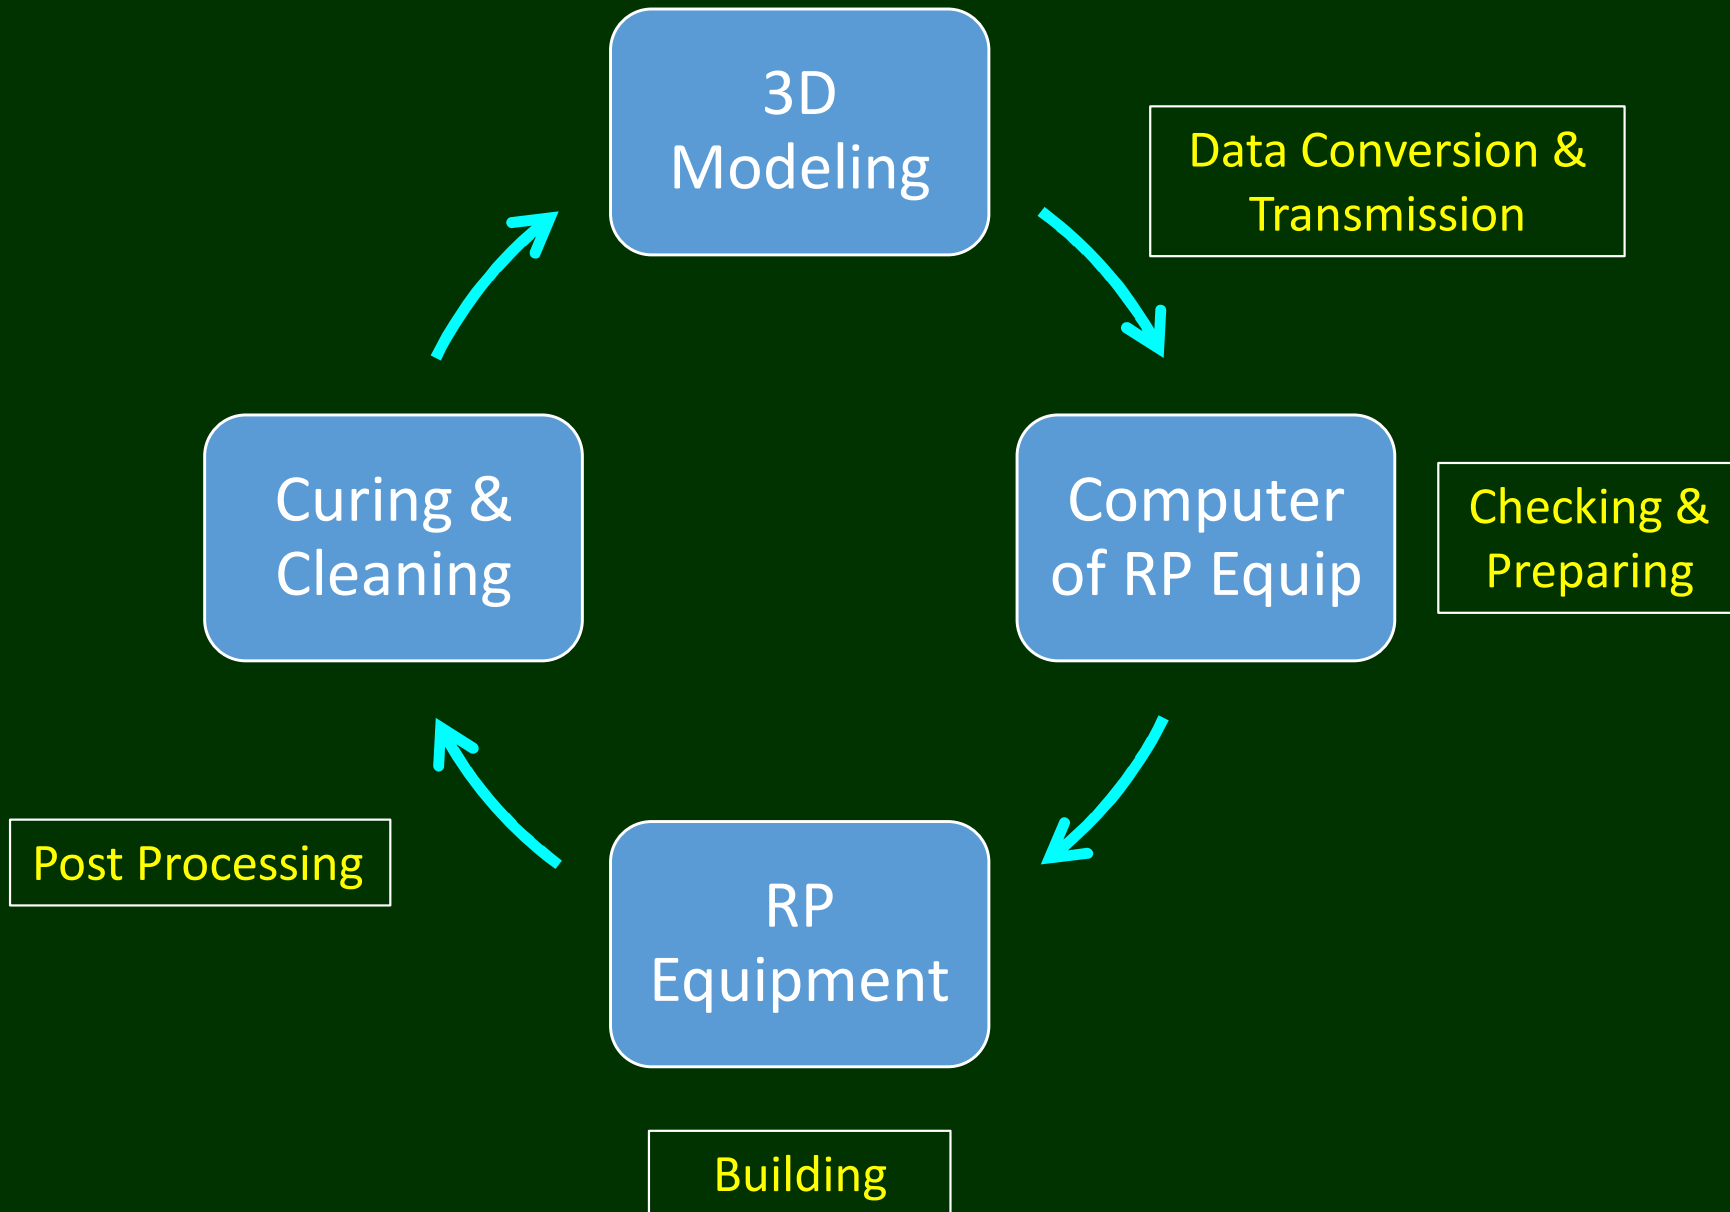 3D
Modeling
Data Conversion &
Transmission
Curing &
Cleaning
Computer
of RP Equip
Checking &
Preparing
Post Processing
RP
Equipment
Building